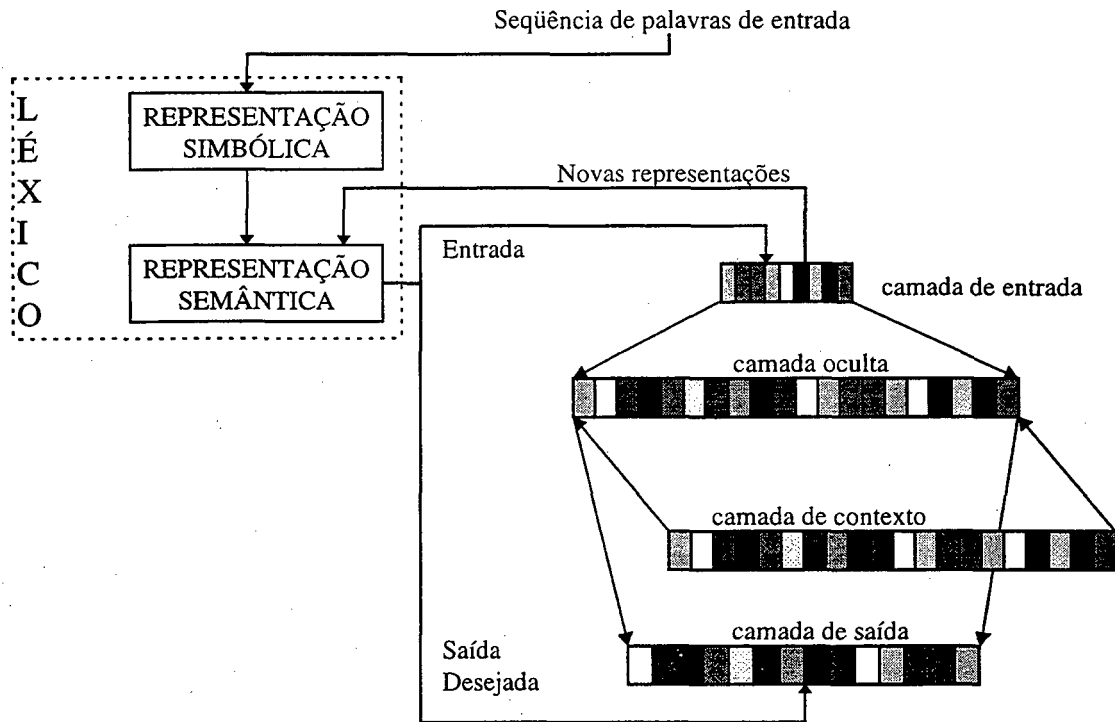 Seqüência de palavras de entrada
LÉXICO
REPRESENTAÇÃO
SIMBÓLICA
Novas representações
Entrada
REPRESENTAÇÃO
SEMÂNTICA
camada de entrada
camada oculta
camada de contexto
camada de saída
Saída
Desejada